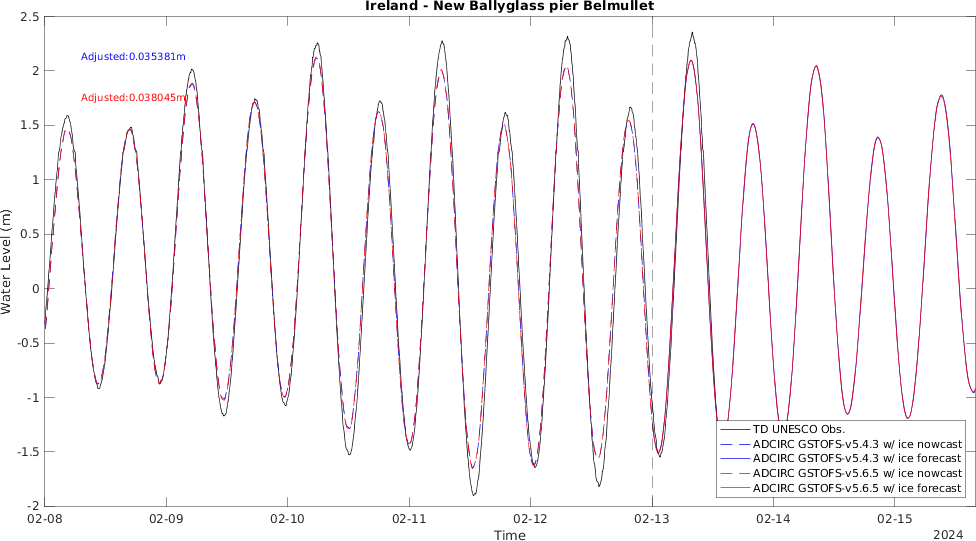 Ireland - New Ballyglass pier Belmullet
2.5
2
1.5
1
0.5
0
-0.5
-1
-1.5
-2
Water Level (m)
Adjusted:0.035381m
Adjusted:0.038045m
TD UNESCO Obs.
ADCIRC GSTOFS-v5.4.3 w/ ice nowcast
ADCIRC GSTOFS-v5.4.3 w/ ice forecast
ADCIRC GSTOFS-v5.6.5 w/ ice nowcast
ADCIRC GSTOFS-v5.6.5 w/ ice forecast
02-08 02-09 02-10 02-11 02-12 02-13 02-14 02-15
Time
2024